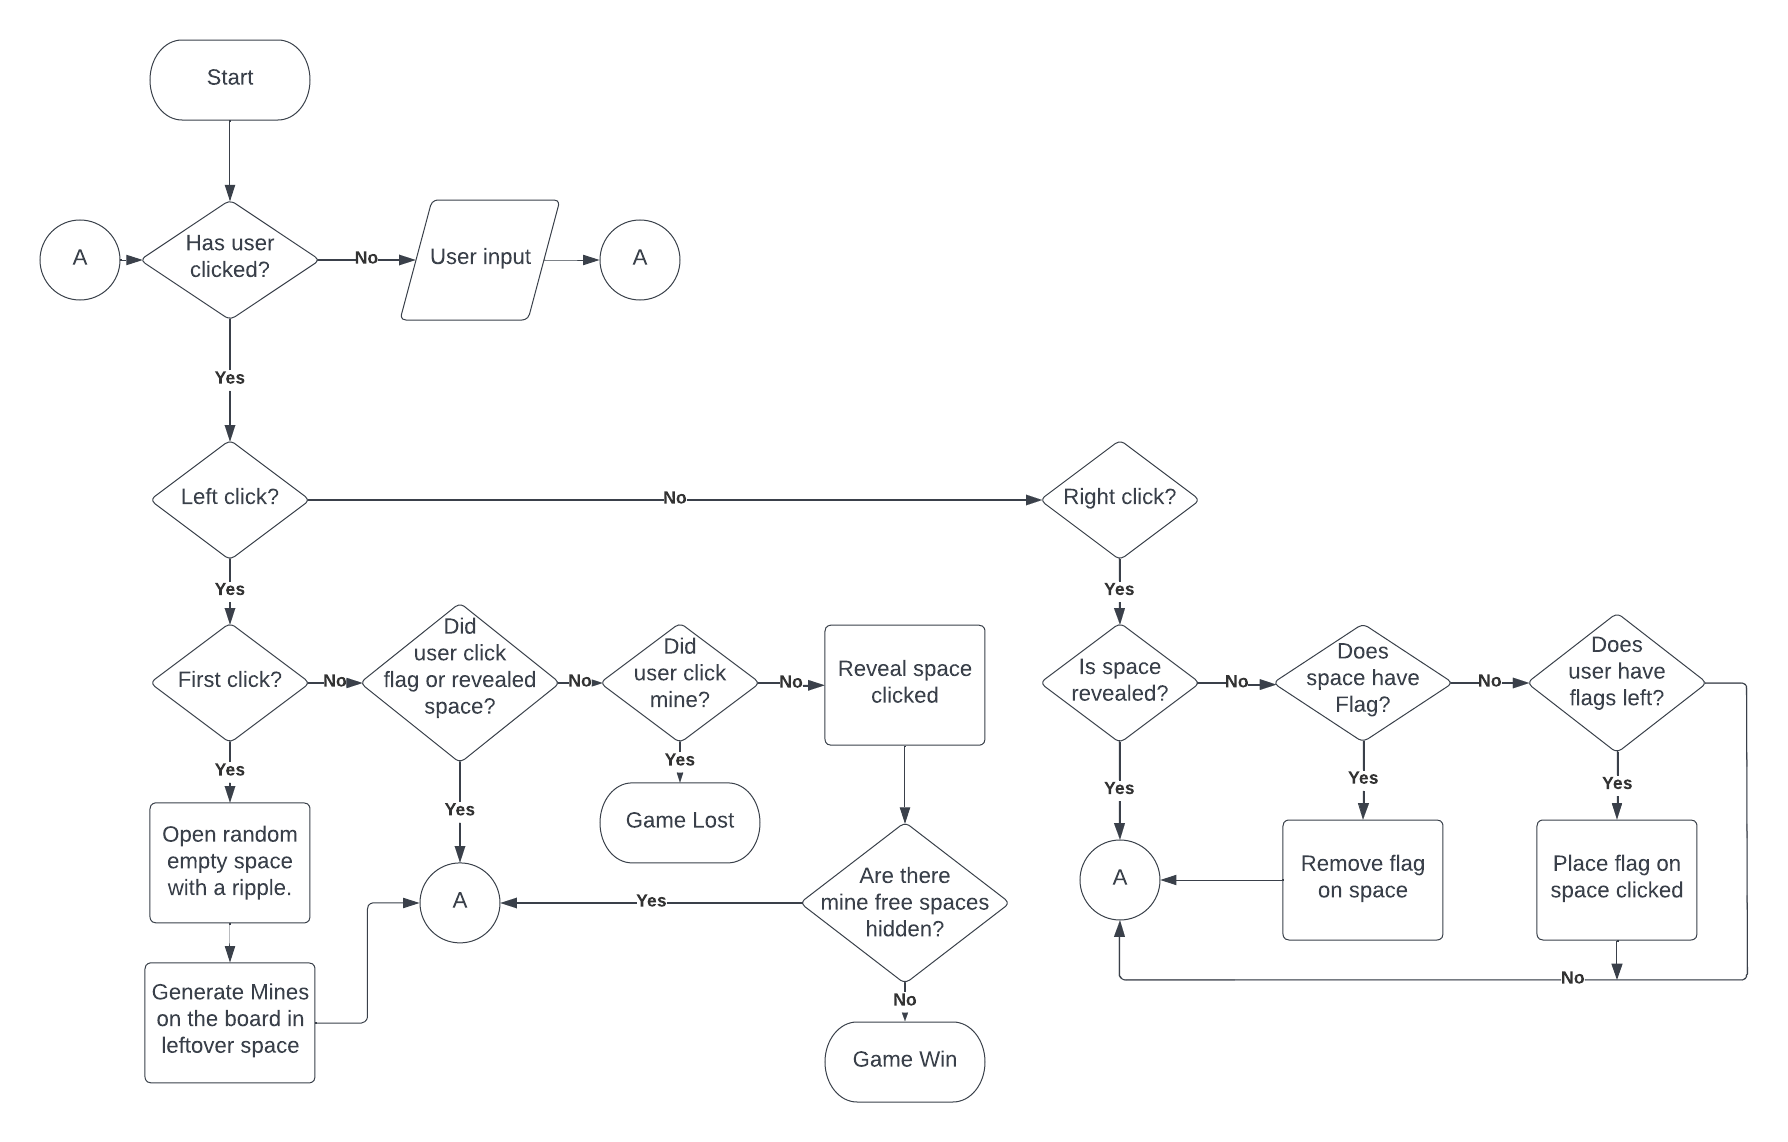 Start
A
Has user
clicked?
No
User input
A
Yes
Left click?
No
Right click?
Yes
Yes
First click?
No
Did
user click
flag or revealed
space?
No
Did
user click
mine?
No
Reveal space
clicked
Is space
revealed?
No
Does
space have
Flag?
No
Does
user have
flags left?
Yes
Yes
Yes
Yes
Yes
Yes
Open random
empty space
with a ripple.
Game Lost
A
Yes
Are there
mine free spaces
hidden?
A
Remove flag
on space
Place flag on
space clicked
No
Generate Mines
on the board in
leftover space
No
Game Win